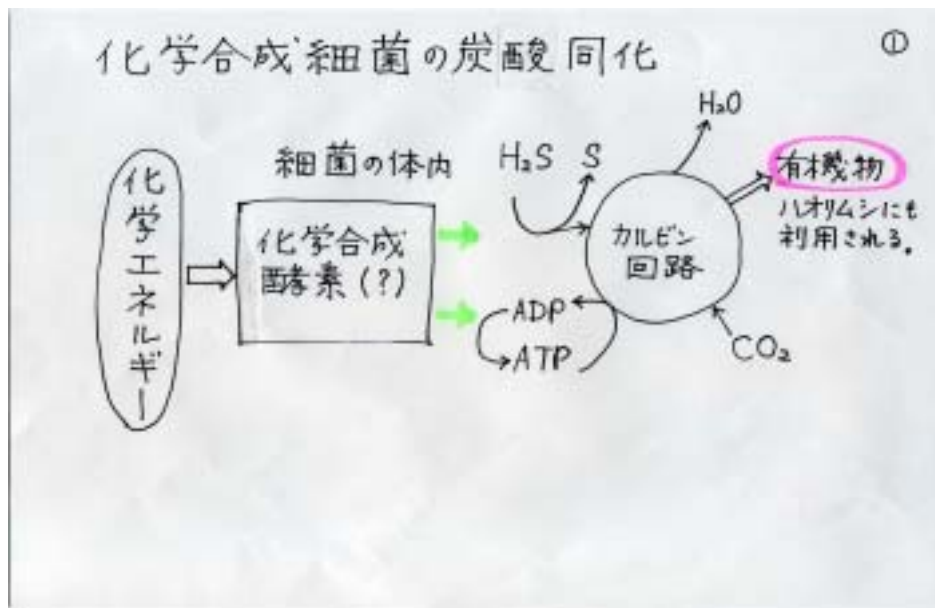 化学合成細菌の炭酸同化
①
化学エネルギー
細菌の体内
化学合成
酵素(?)
H₂S S
H₂O
カルビン
回路
有機物
ハオリムシにも
利用される。
ADP
ATP
CO₂